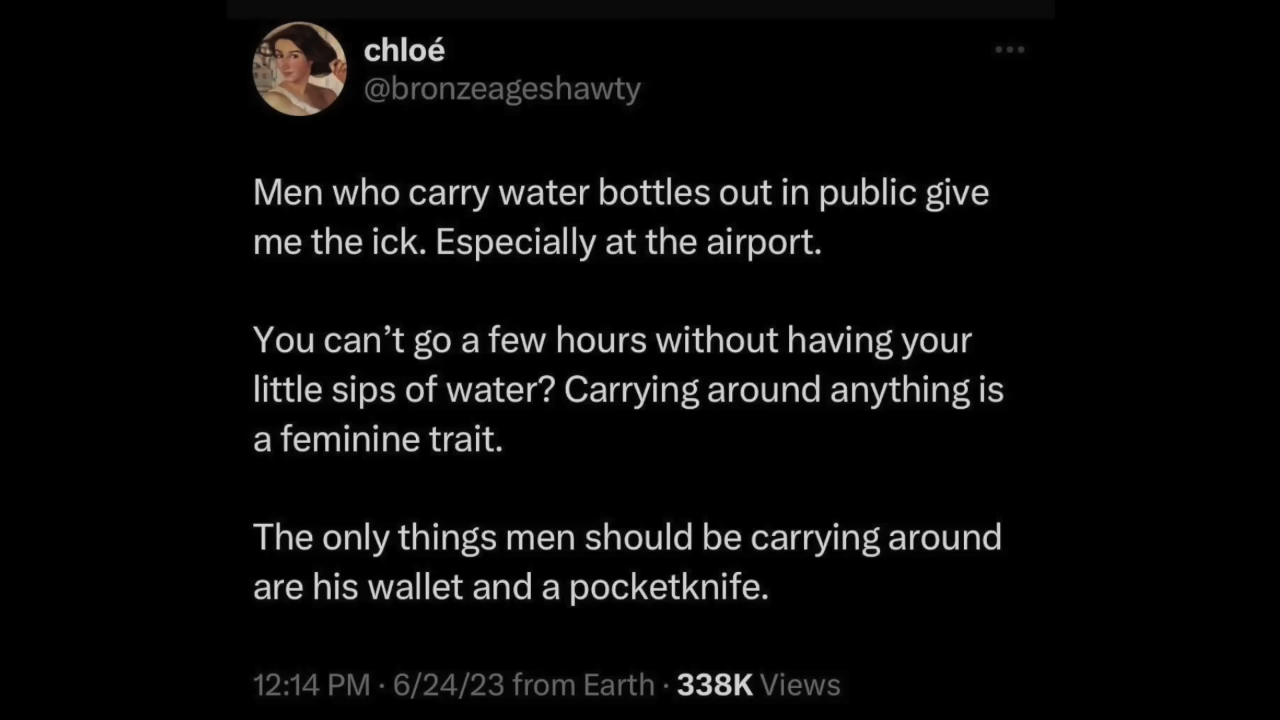 chloé
@bronzeageshawty
Men who carry water bottles out in public give
me the ick. Especially at the airport.
You can’t go a few hours without having your
little sips of water? Carrying around anything is
a feminine trait.
The only things men should be carrying around
are his wallet and a pocketknife.
12:14 PM · 6/24/23 from Earth · 338K Views